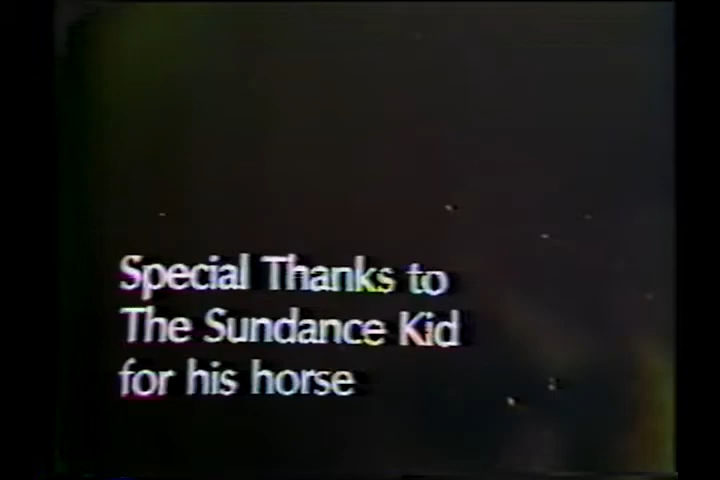 Special Thanks to
The Sundance Kid
for his horse